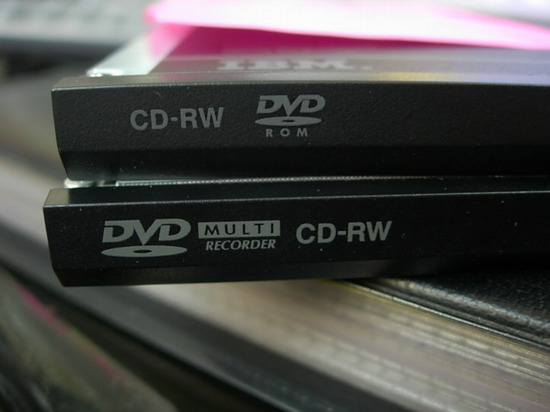 IBM.
CD-RW DVD ROM
DVD MULTI RECORDER CD-RW